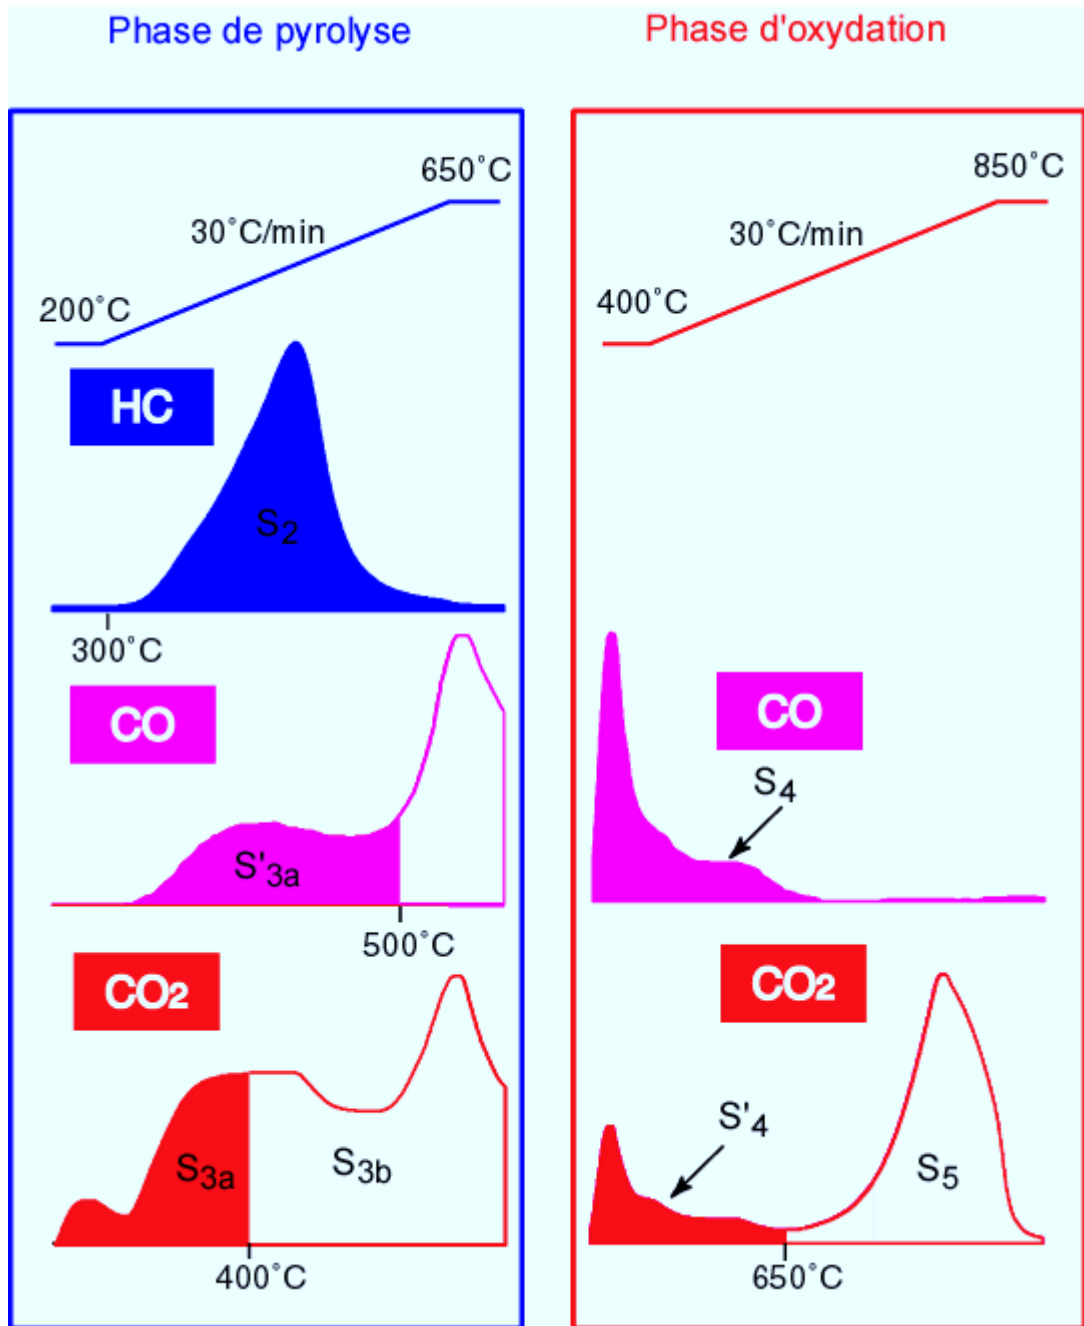 Phase de pyrolyse
650°C
30°C/min
200°C
HC
S2
300°C
CO
S'3a
500°C
CO2
S3a
S3b
400°C
Phase d'oxydation
850°C
30°C/min
400°C
CO
S4
CO2
S'4
S5
650°C